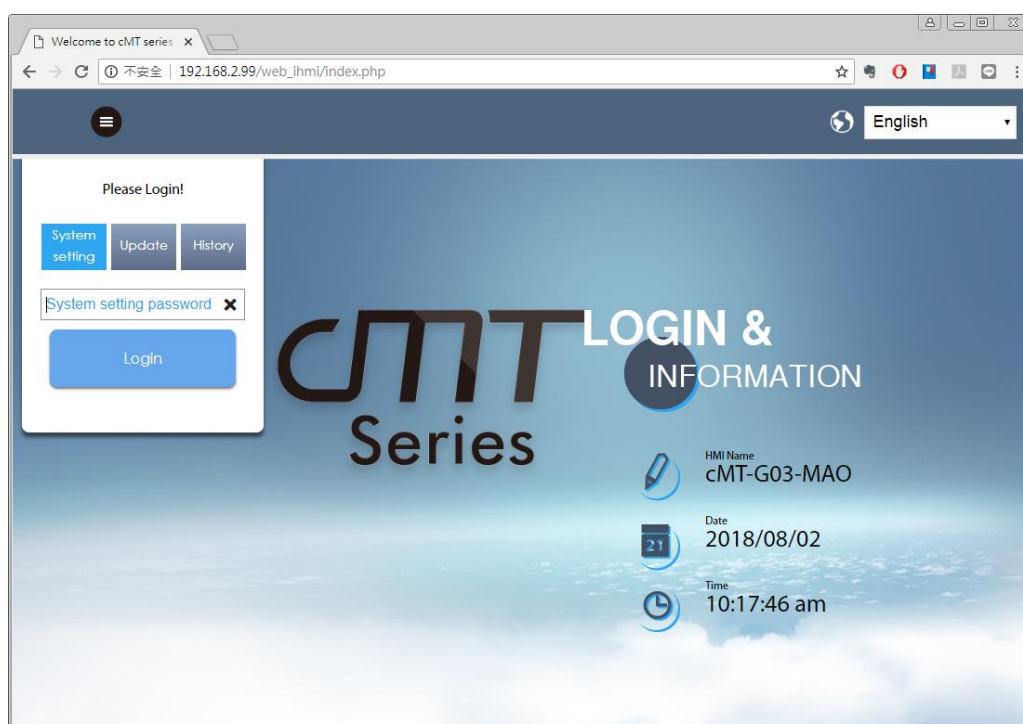 Welcome to cMT series
不安全 | 192.168.2.99/web_ihmi/index.php
English
Please Login!
System setting
Update
History
System setting password
Login
cMT
Series
LOGIN &
INFORMATION
HMI Name
cMT-G03-MAO
21
Date
2018/08/02
Time
10:17:46 am